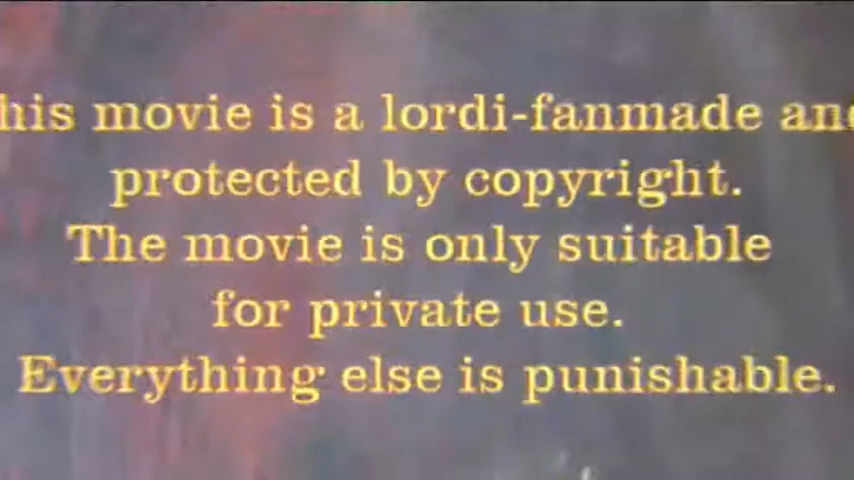 his movie is a lordi-fanmade and
protected by copyright.
The movie is only suitable
for private use.
Everything else is punishable.